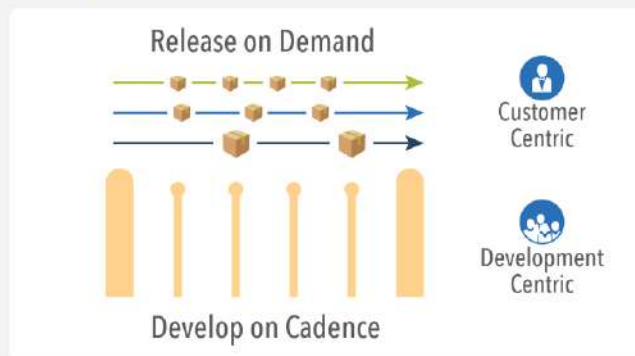 Release on Demand
Customer
Centric
Development
Centric
Develop on Cadence